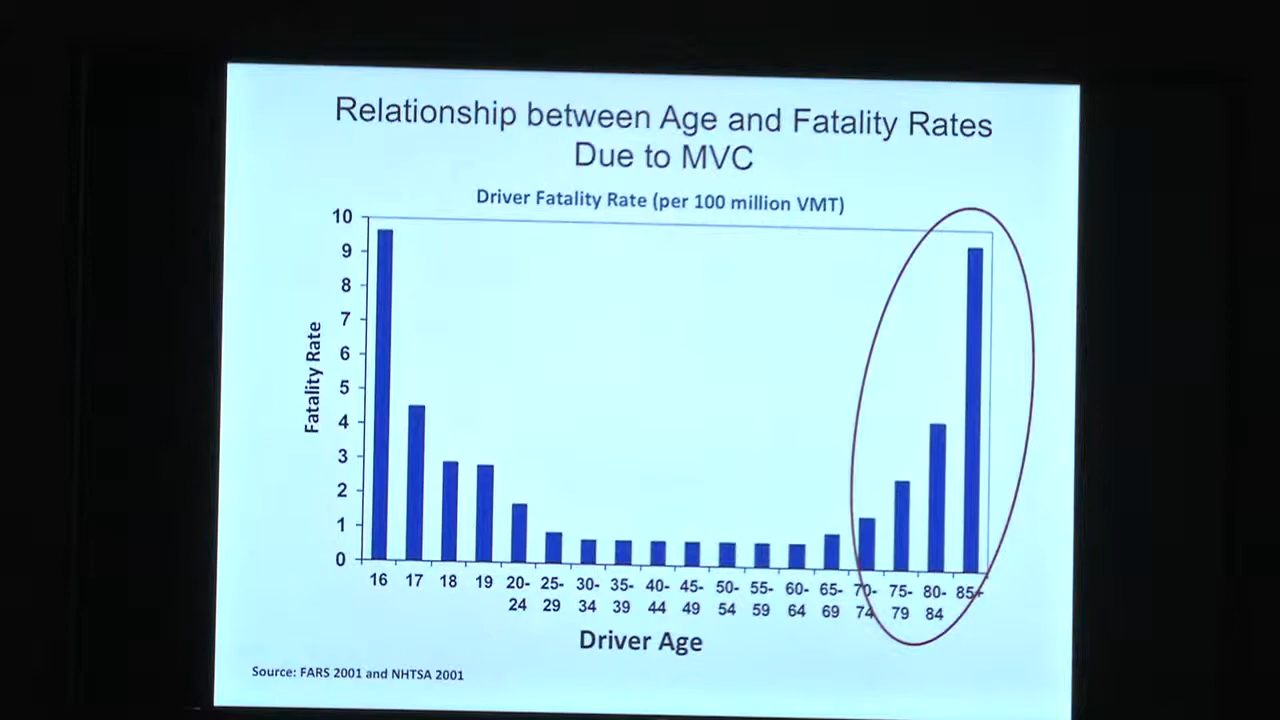 Relationship between Age and Fatality Rates
Due to MVC
Driver Fatality Rate (per 100 million VMT)
10
9
8
7
6
5
4
3
2
1
0
Fatality Rate
16 17 18 19 20- 25- 30- 35- 40- 45- 50- 55- 60- 65- 70- 75- 80- 85+
24 29 34 39 44 49 54 59 64 69 74 79 84
Driver Age
Source: FARS 2001 and NHTSA 2001